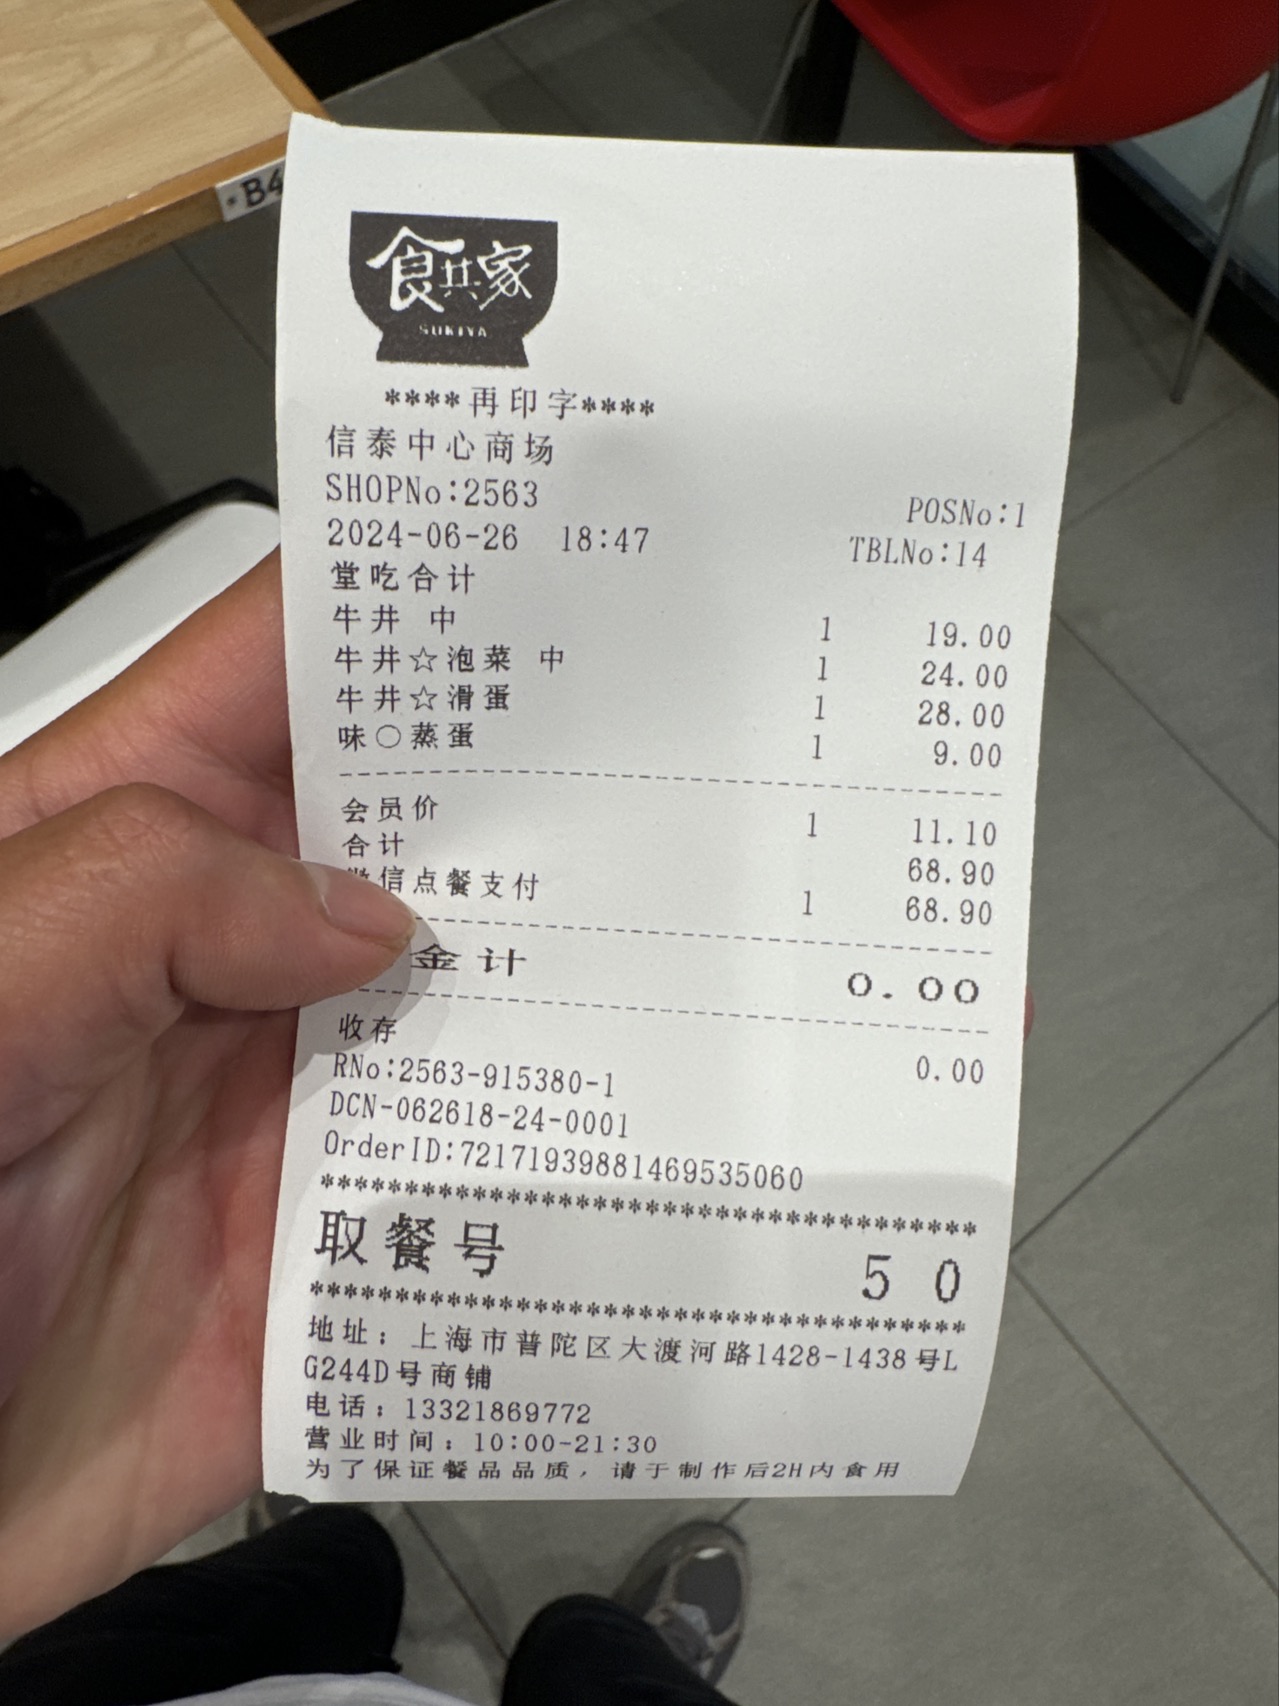 ·B4
食其家
SUKIYA
****再印字****
信泰中心商场
SHOPNo:2563 POSNo:1
2024-06-26 18:47 TBLNo:14
堂吃合计
牛井 中 1 19.00
牛井☆泡菜 中 1 24.00
牛井☆滑蛋 1 28.00
味○蒸蛋 1 9.00
会员价 1 11.10
合计 68.90
信点餐支付 1 68.90
金计 0.00
收存 0.00
RNo:2563-915380-1
DCN-062618-24-0001
OrderID:72171939881469535060
取餐号 50
地址：上海市普陀区大渡河路1428-1438号L
G244D号商铺
电话：13321869772
营业时间：10:00-21:30
为了保证餐品品质，请于制作后2H内食用